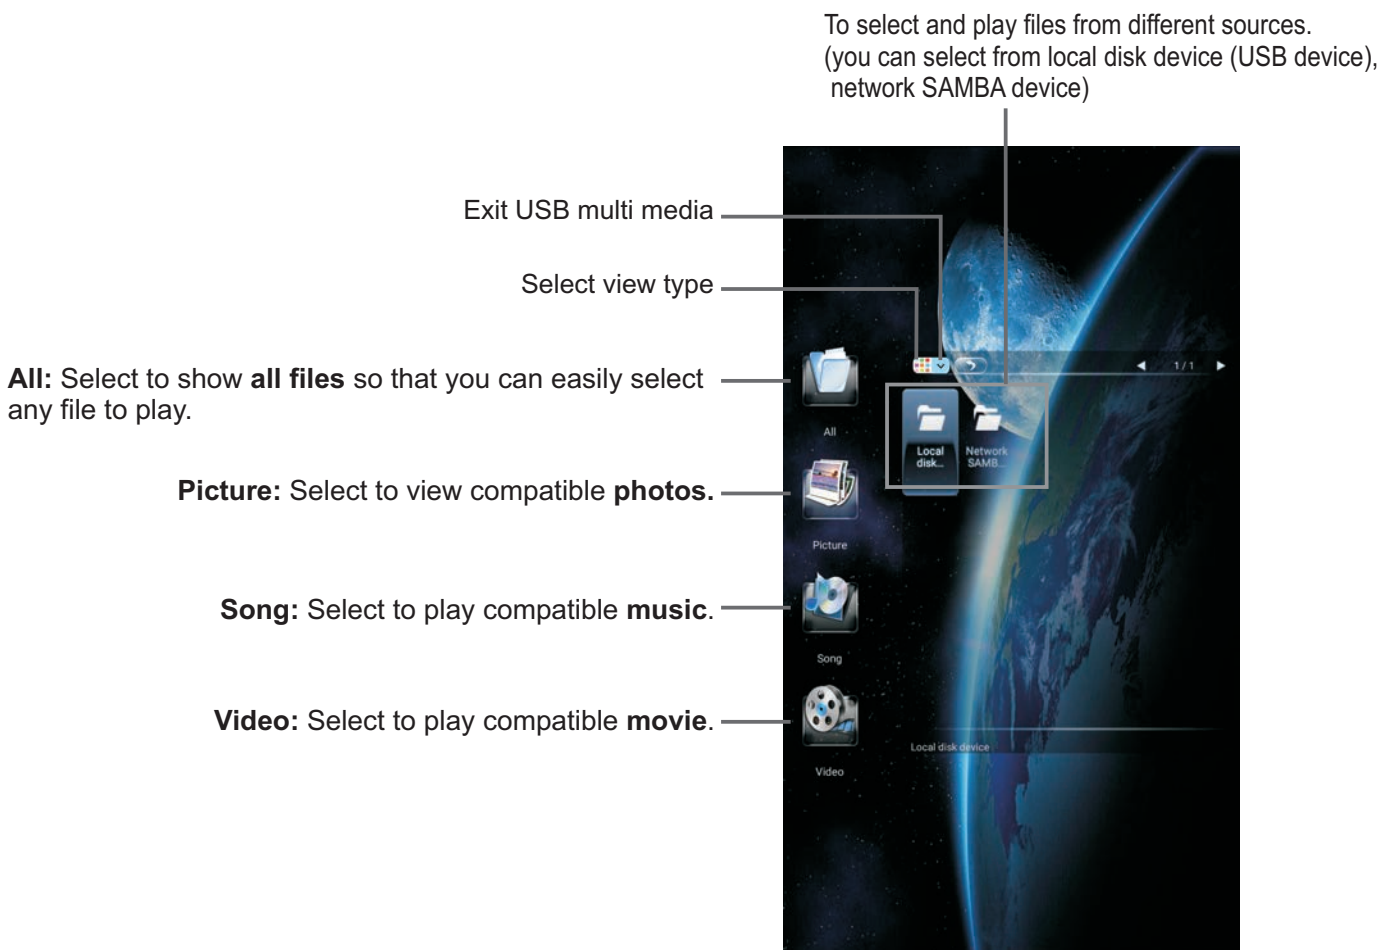 To select and play files from different sources.
(you can select from local disk device (USB device),
network SAMBA device)
Exit USB multi media
Select view type
All: Select to show all files so that you can easily select
any file to play.
Picture: Select to view compatible photos.
Song: Select to play compatible music.
Video: Select to play compatible movie.
1/1
All
Local
disk...
Network
SAMB...
Picture
Song
Local disk device
Video